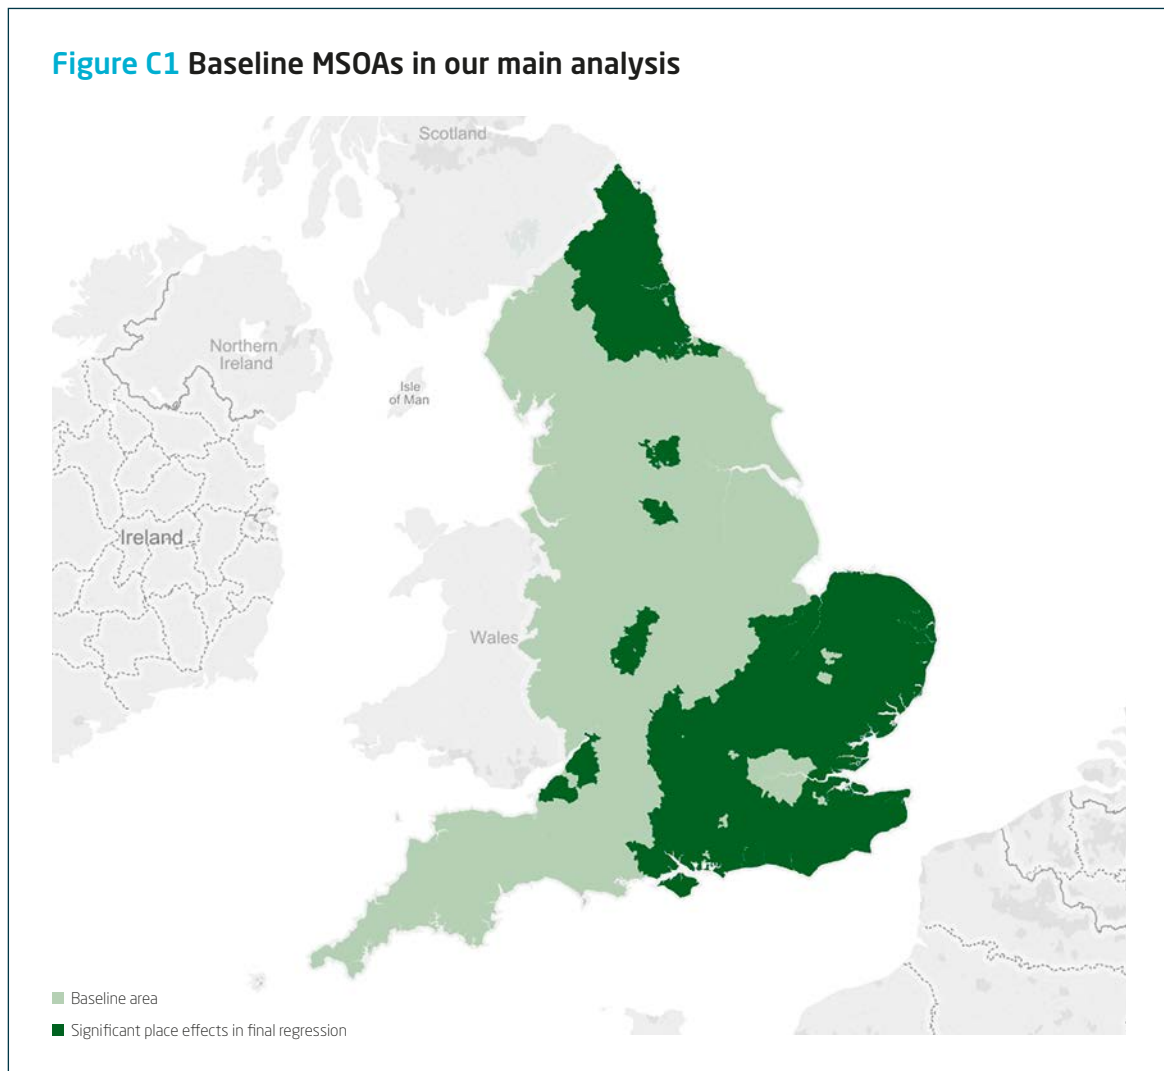 Figure C1 Baseline MSOAs in our main analysis
Scotland
Northern
Ireland
Isle
of Man
Ireland
Wales
Baseline area
Significant place effects in final regression